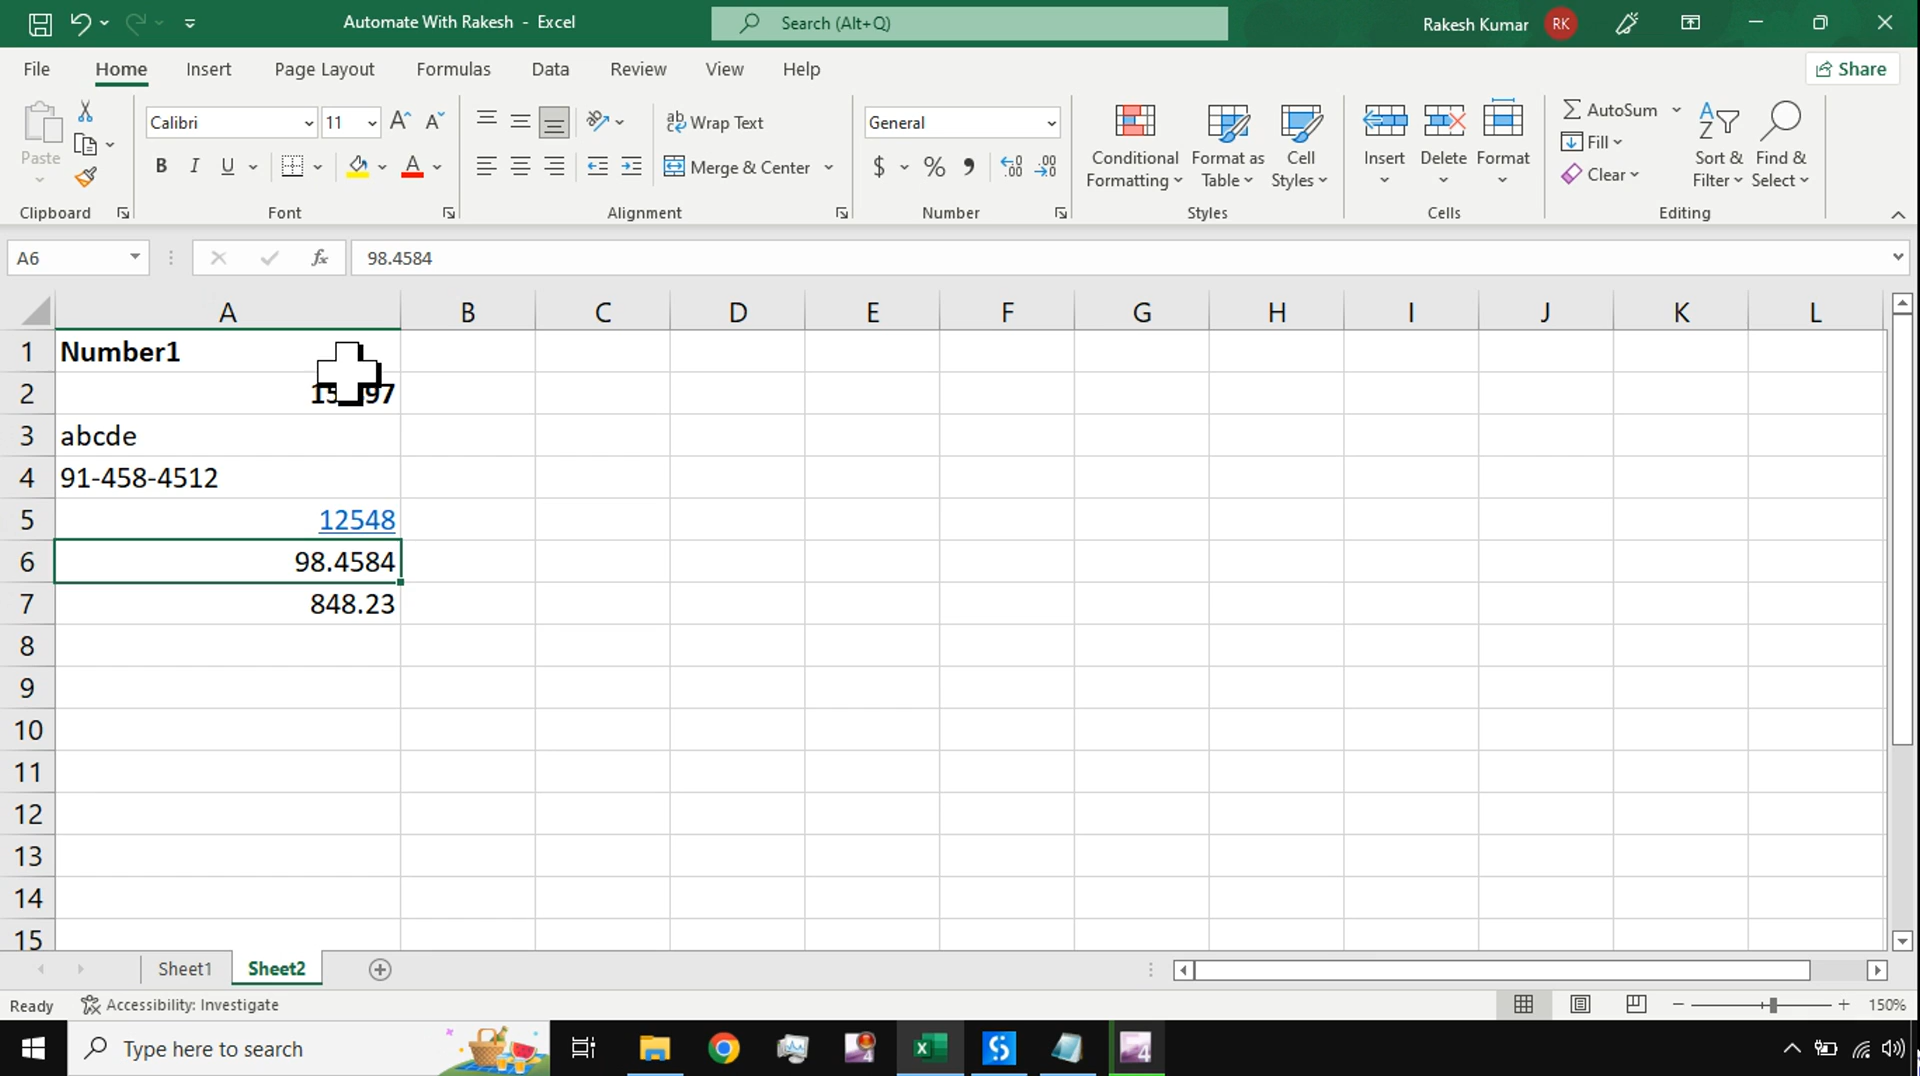 Automate With Rakesh - Excel
Search (Alt+Q)
Rakesh Kumar
RK
File Home Insert Page Layout Formulas Data Review View Help
Share
Paste
Calibri 11
B I U A
Wrap Text
Merge & Center
General
$ % ,
Conditional Formatting
Format as Table
Cell Styles
Insert Delete Format
AutoSum
Fill
Clear
Sort & Filter
Find & Select
Clipboard Font Alignment Number Styles Cells Editing
A6 fx 98.4584
A B C D E F G H I J K L
1 Number1
2
3 abcde
4 91-458-4512
5 12548
6 98.4584
7 848.23
8
9
10
11
12
13
14
15
Sheet1 Sheet2
Ready Accessibility: Investigate 150%
Type here to search